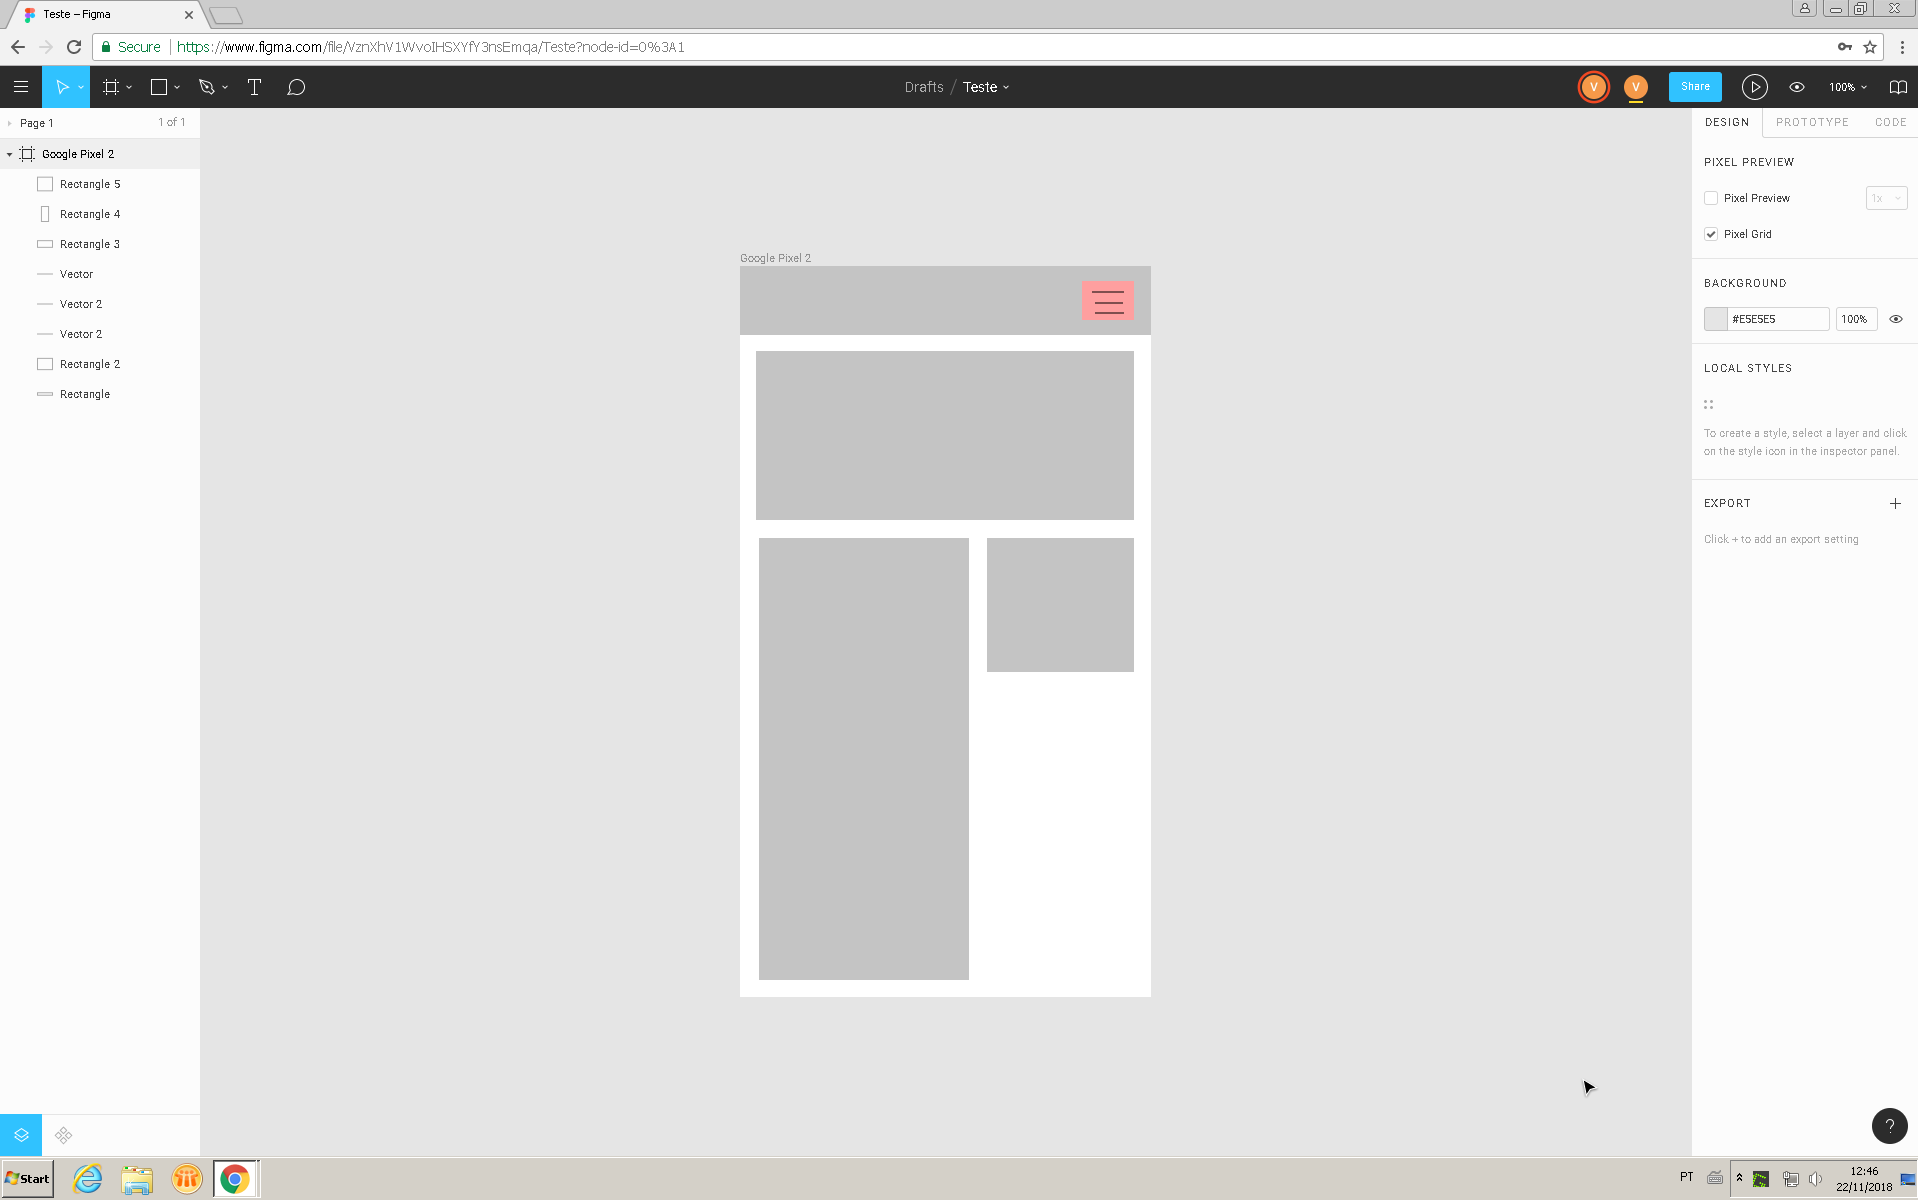 Teste – Figma
Secure
https://www.figma.com/file/VznXhV1WvoIHSXYfY3nsEmqa/Teste?node-id=0%3A1
Drafts / Teste
V
V
Share
100%
Page 1
1 of 1
Google Pixel 2
Rectangle 5
Rectangle 4
Rectangle 3
Vector
Vector 2
Vector 2
Rectangle 2
Rectangle
Google Pixel 2
DESIGN
PROTOTYPE
CODE
PIXEL PREVIEW
Pixel Preview
1x
Pixel Grid
BACKGROUND
#E5E5E5
100%
LOCAL STYLES
To create a style, select a layer and click
on the style icon in the inspector panel.
EXPORT
Click + to add an export setting
?
Start
PT
12:46
22/11/2018